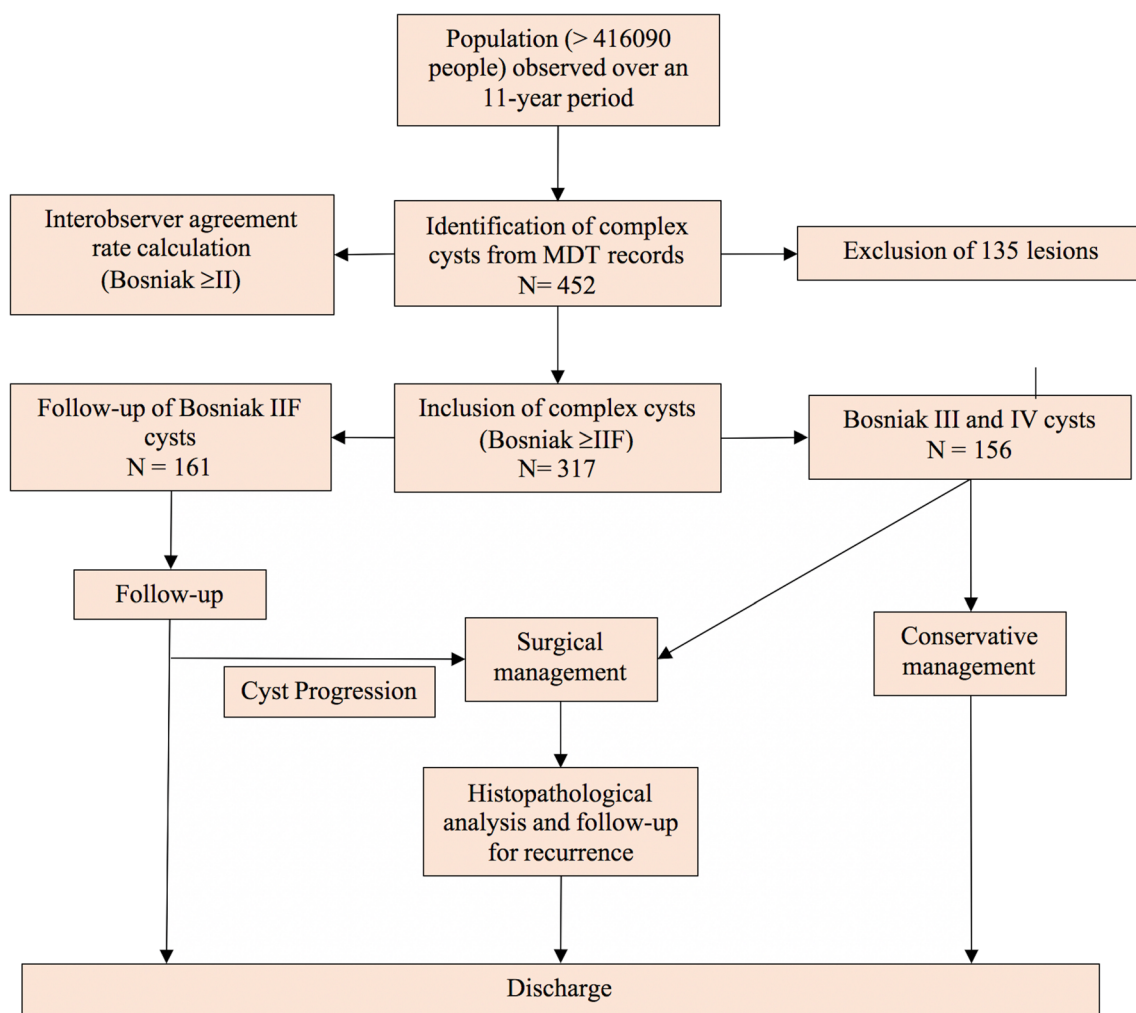 Population (> 416090
people) observed over an
11-year period
Interobserver agreement
rate calculation
(Bosniak ≥II)
Identification of complex
cysts from MDT records
N= 452
Exclusion of 135 lesions
Follow-up of Bosniak IIF
cysts
N = 161
Inclusion of complex cysts
(Bosniak ≥IIF)
N= 317
Bosniak III and IV cysts
N = 156
Follow-up
Surgical
management
Conservative
management
Cyst Progression
Histopathological
analysis and follow-up
for recurrence
Discharge